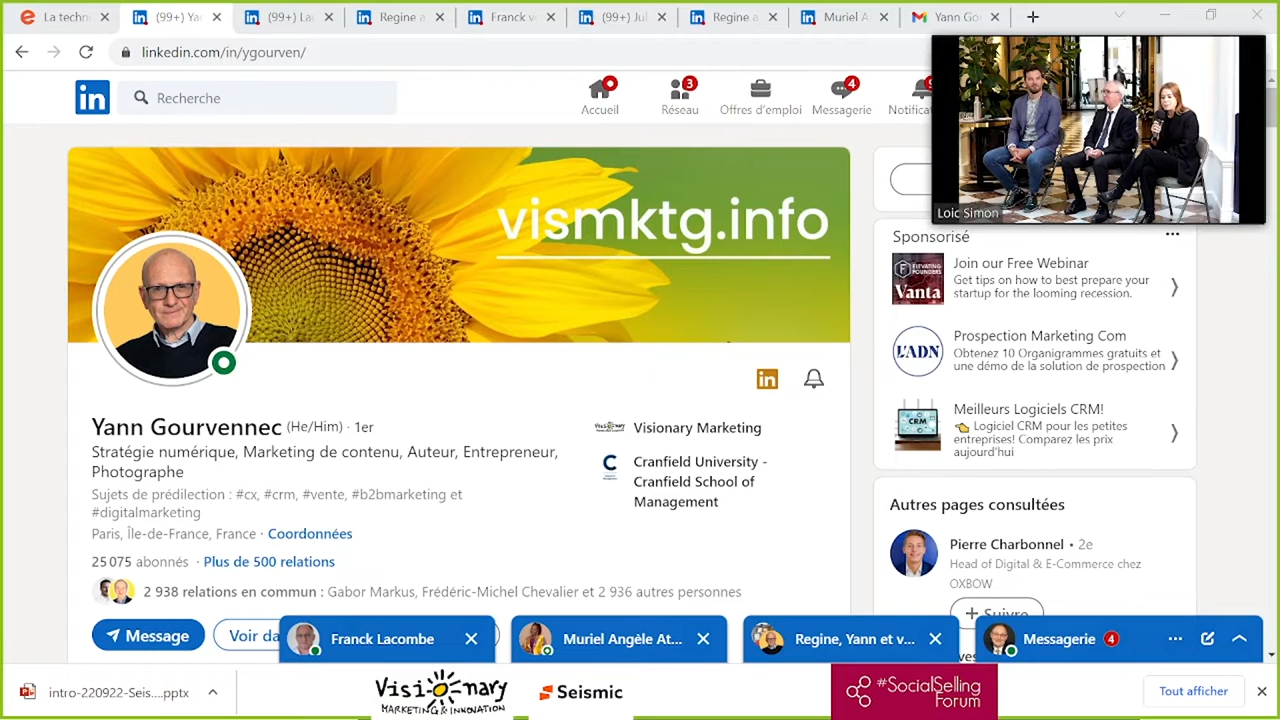 La techn
(99+) Ya
(99+) La
Regine a
Franck v
(99+) Jul
Regine a
Muriel A
Yann Go
linkedin.com/in/ygourven/
in
Recherche
Accueil
3
Réseau
Offres d'emploi
4
Messagerie
Notificat
Loic Simon
vismktg.info
Sponsorisé
ELEVATING FOUNDERS
Vanta
Join our Free Webinar
Get tips on how to best prepare your
startup for the looming recession.
L'ADN
Prospection Marketing Com
Obtenez 10 Organigrammes gratuits et
une démo de la solution de prospection
CRM
Meilleurs Logiciels CRM!
👈 Logiciel CRM pour les petites
entreprises! Comparez les prix
aujourd'hui
in
Yann Gourvennec (He/Him) · 1er
Stratégie numérique, Marketing de contenu, Auteur, Entrepreneur,
Photographe
Sujets de prédilection : #cx, #crm, #vente, #b2bmarketing et
#digitalmarketing
Paris, Île-de-France, France · Coordonnées
25 075 abonnés · Plus de 500 relations
2 938 relations en commun : Gabor Markus, Frédéric-Michel Chevalier et 2 936 autres personnes
Visionary Marketing
C
Cranfield University -
Cranfield School of
Management
Autres pages consultées
Pierre Charbonnel • 2e
Head of Digital & E-Commerce chez
OXBOW
+ Suivre
Message
Voir da
Franck Lacombe
Muriel Angèle At...
Regine, Yann et v...
Messagerie 4
intro-220922-Seis....pptx
Visionary
MARKETING & INNOVATION
Seismic
#SocialSelling
Forum
Tout afficher